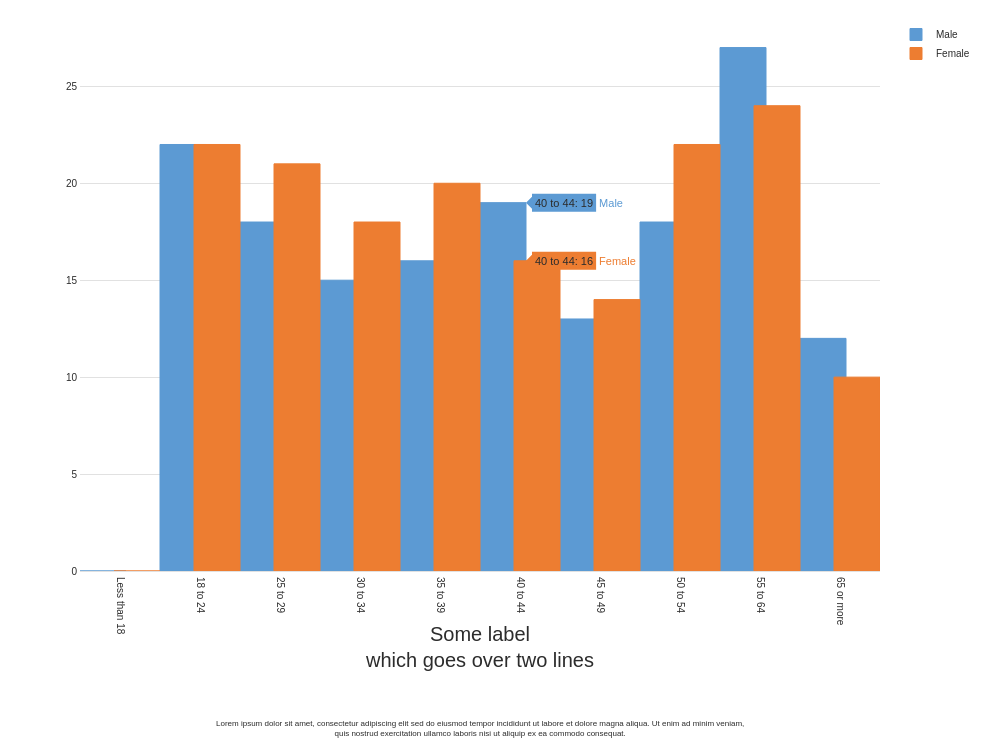 Male
Female
25
20
15
10
5
0
40 to 44: 19 Male
40 to 44: 16 Female
Less than 18
18 to 24
25 to 29
30 to 34
35 to 39
40 to 44
45 to 49
50 to 54
55 to 64
65 or more
Some label
which goes over two lines
Lorem ipsum dolor sit amet, consectetur adipiscing elit sed do eiusmod tempor incididunt ut labore et dolore magna aliqua. Ut enim ad minim veniam,
quis nostrud exercitation ullamco laboris nisi ut aliquip ex ea commodo consequat.